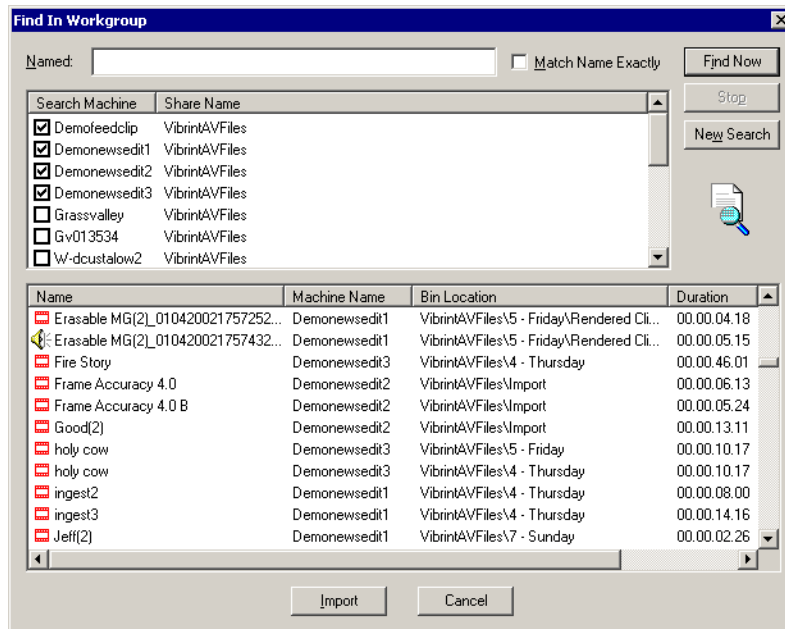 Find In Workgroup
Named: Match Name Exactly Find Now
Stop
New Search
Search Machine Share Name
Demofeedclip VibrintAVFiles
Demonewsedit1 VibrintAVFiles
Demonewsedit2 VibrintAVFiles
Demonewsedit3 VibrintAVFiles
Grassvalley VibrintAVFiles
Gv013534 VibrintAVFiles
W-dcustalow2 VibrintAVFiles
Name Machine Name Bin Location Duration
Erasable MG(2)_010420021757252... Demonewsedit1 VibrintAVFiles\5 - Friday\Rendered Cli... 00.00.04.18
Erasable MG(2)_010420021757432... Demonewsedit1 VibrintAVFiles\5 - Friday\Rendered Cli... 00.00.05.15
Fire Story Demonewsedit3 VibrintAVFiles\4 - Thursday 00.00.46.01
Frame Accuracy 4.0 Demonewsedit2 VibrintAVFiles\Import 00.00.06.13
Frame Accuracy 4.0 B Demonewsedit2 VibrintAVFiles\Import 00.00.05.24
Good(2) Demonewsedit2 VibrintAVFiles\Import 00.00.13.11
holy cow Demonewsedit3 VibrintAVFiles\5 - Friday 00.00.10.17
holy cow Demonewsedit3 VibrintAVFiles\4 - Thursday 00.00.10.17
ingest2 Demonewsedit1 VibrintAVFiles\4 - Thursday 00.00.08.00
ingest3 Demonewsedit1 VibrintAVFiles\4 - Thursday 00.00.14.16
Jeff(2) Demonewsedit1 VibrintAVFiles\7 - Sunday 00.00.02.26
Import Cancel